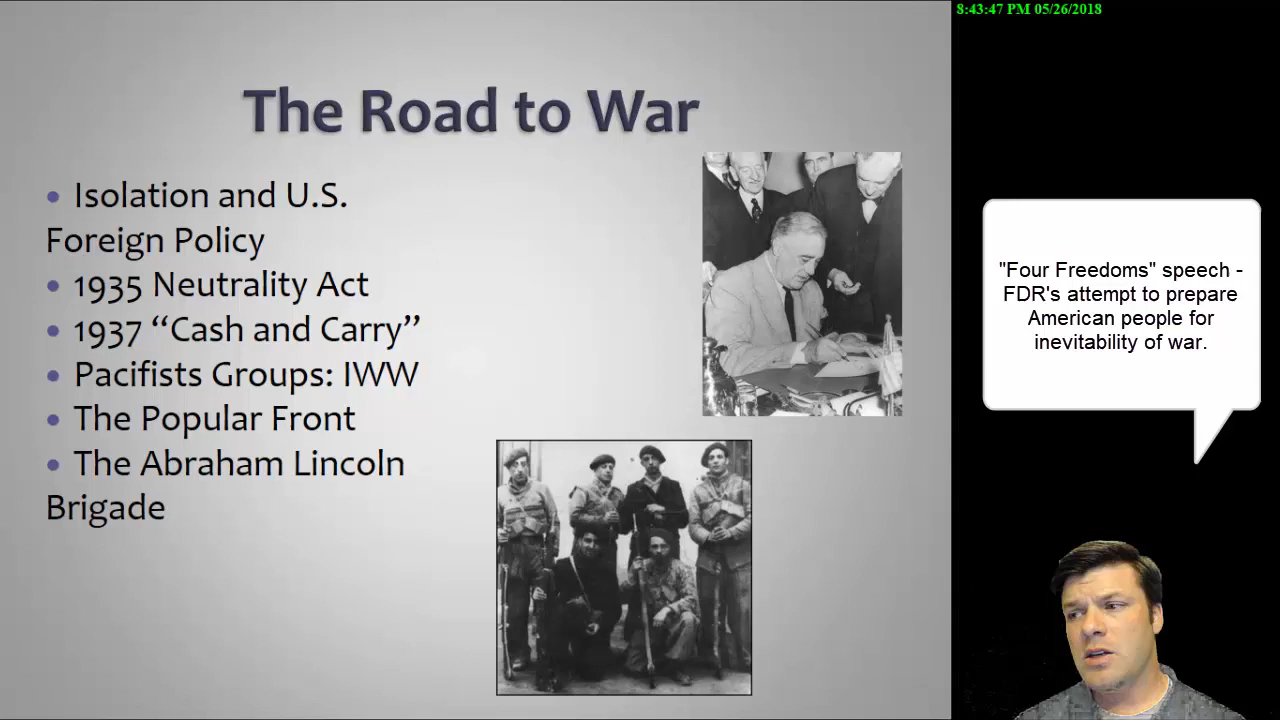 8:43:47 PM 05/26/2018
The Road to War
• Isolation and U.S.
Foreign Policy
• 1935 Neutrality Act
• 1937 “Cash and Carry”
• Pacifists Groups: IWW
• The Popular Front
• The Abraham Lincoln
Brigade
"Four Freedoms" speech -
FDR's attempt to prepare
American people for
inevitability of war.